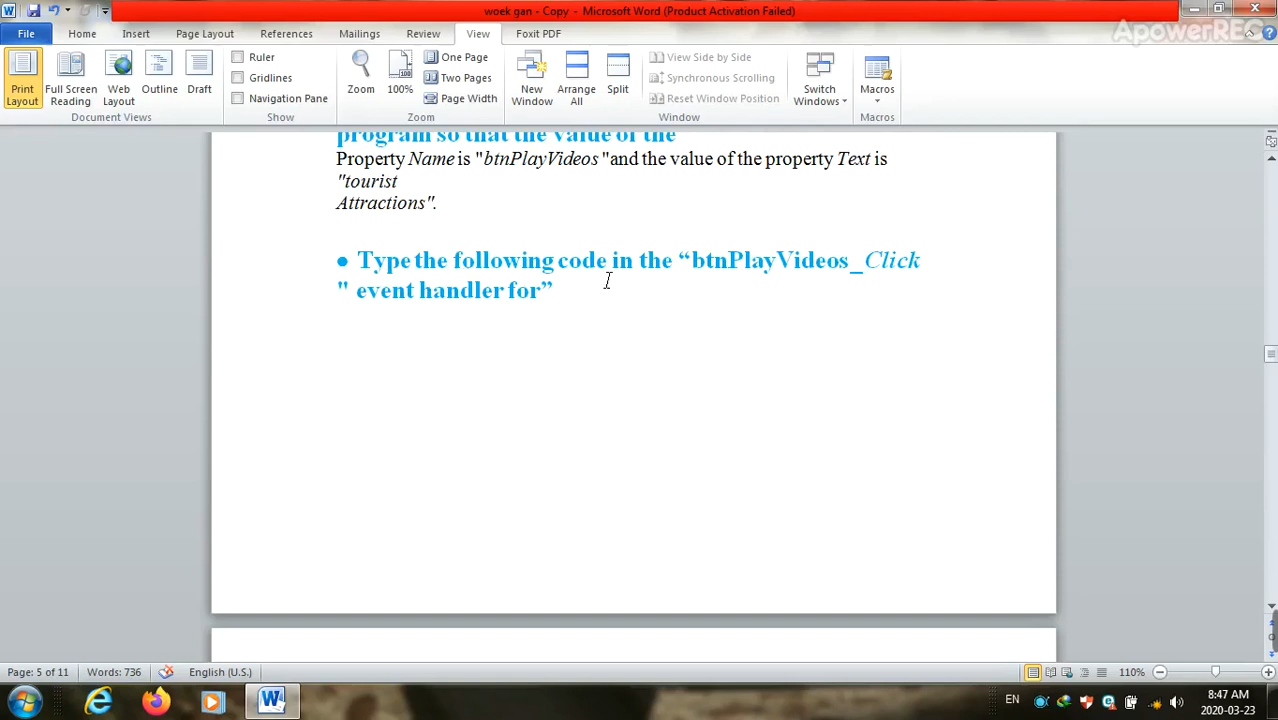 woek gan - Copy - Microsoft Word (Product Activation Failed)
ApowerREC
File Home Insert Page Layout References Mailings Review View Foxit PDF
Print Layout
Full Screen Reading
Web Layout
Outline
Draft
Document Views
Ruler
Gridlines
Navigation Pane
Show
Zoom
100%
One Page
Two Pages
Page Width
Zoom
New Window
Arrange All
Split
View Side by Side
Synchronous Scrolling
Reset Window Position
Window
Switch Windows
Macros
Macros
program so that the value of the
Property Name is "btnPlayVideos "and the value of the property Text is
"tourist
Attractions".
• Type the following code in the “btnPlayVideos_Click
" event handler for”
Page: 5 of 11 Words: 736 English (U.S.) 110%
EN
8:47 AM
2020-03-23